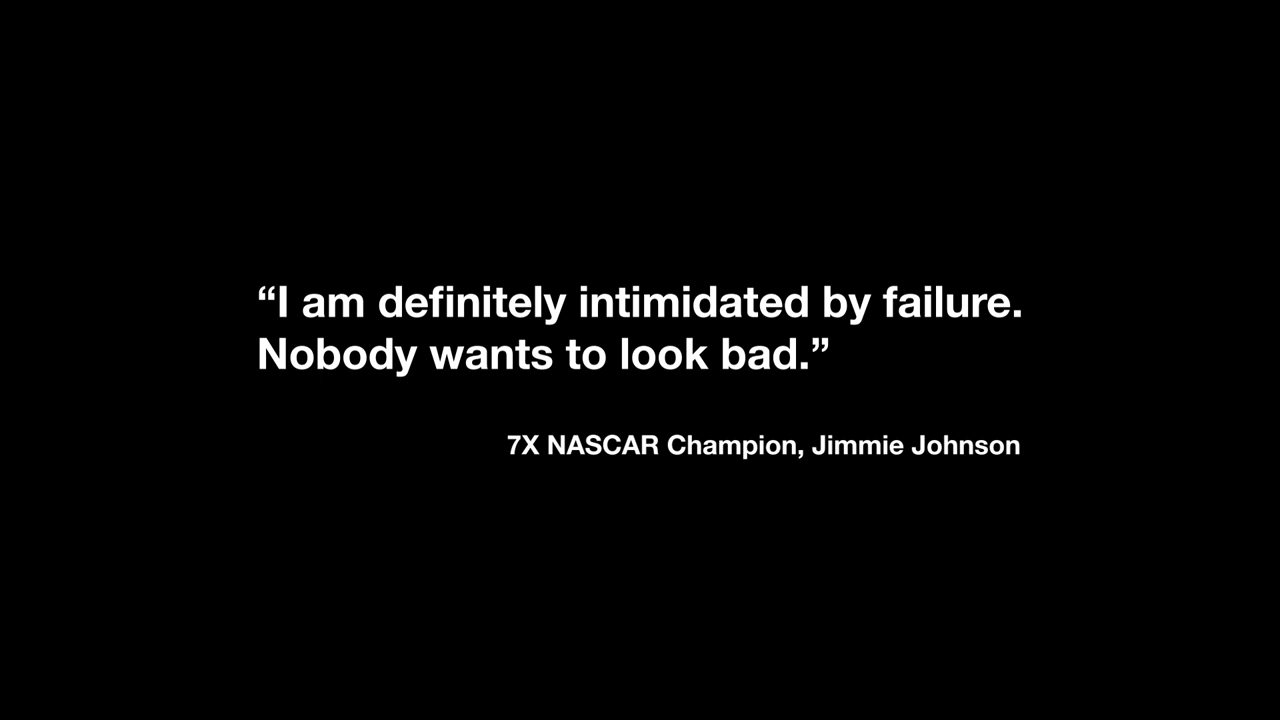 “I am definitely intimidated by failure.
Nobody wants to look bad.”
7X NASCAR Champion, Jimmie Johnson